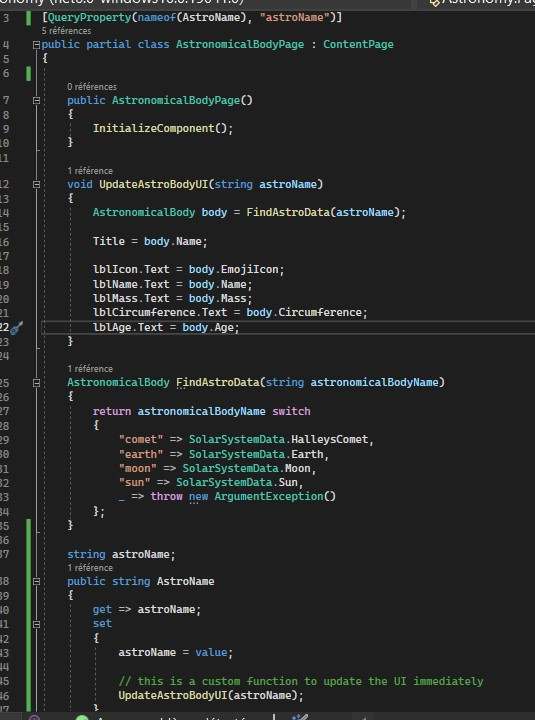 3 [QueryProperty(nameof(AstroName), "astroName")]
5 références
4 public partial class AstronomicalBodyPage : ContentPage
5 {
6
0 références
7 public AstronomicalBodyPage()
8 {
9 InitializeComponent();
10 }
11
1 référence
12 void UpdateAstroBodyUI(string astroName)
13 {
14 AstronomicalBody body = FindAstroData(astroName);
15
16 Title = body.Name;
17
18 lblIcon.Text = body.EmojiIcon;
19 lblName.Text = body.Name;
20 lblMass.Text = body.Mass;
21 lblCircumference.Text = body.Circumference;
22 lblAge.Text = body.Age;
23 }
24
1 référence
25 AstronomicalBody FindAstroData(string astronomicalBodyName)
26 {
27 return astronomicalBodyName switch
28 {
29 "comet" => SolarSystemData.HalleysComet,
30 "earth" => SolarSystemData.Earth,
31 "moon" => SolarSystemData.Moon,
32 "sun" => SolarSystemData.Sun,
33 _ => throw new ArgumentException()
34 };
35 }
36
37 string astroName;
1 référence
38 public string AstroName
39 {
40 get => astroName;
41 set
42 {
43 astroName = value;
44
45 // this is a custom function to update the UI immediately
46 UpdateAstroBodyUI(astroName);
47 }